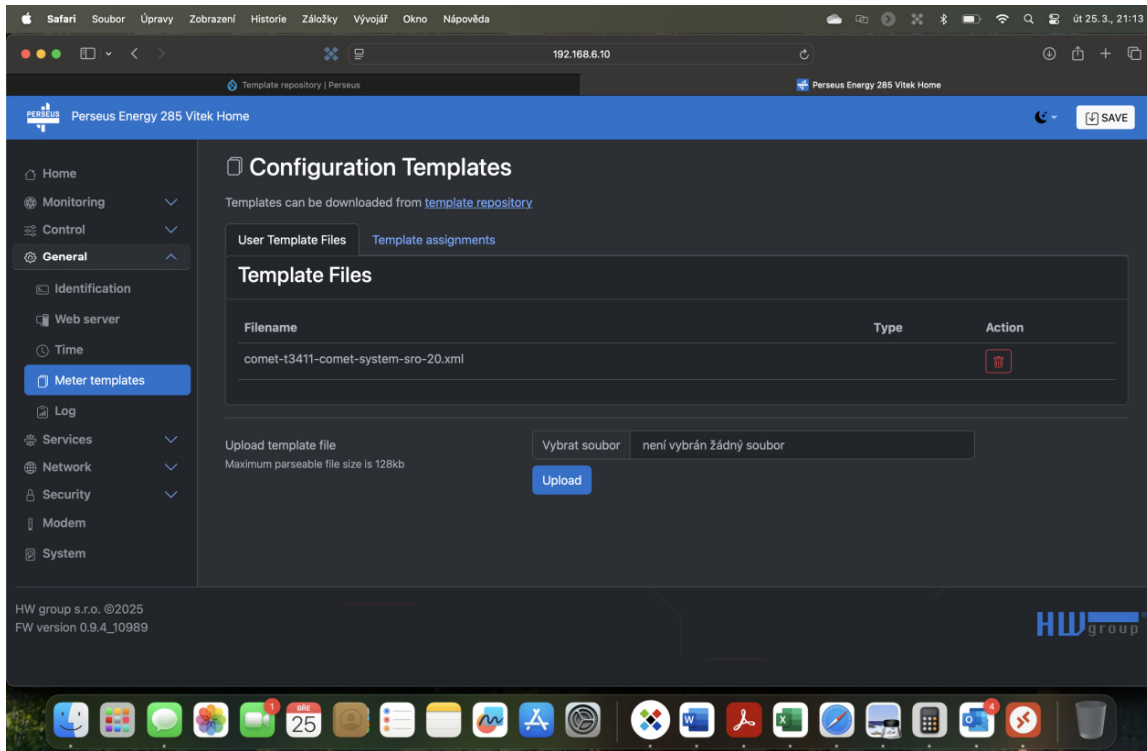 Safari Soubor Úpravy Zobrazení Historie Záložky Vývojář Okno Nápověda út 25.3., 21:13
192.168.6.10
Template repository | Perseus Perseus Energy 285 Vitek Home
PERSEUS Perseus Energy 285 Vitek Home SAVE
Home
Monitoring
Control
General
Identification
Web server
Time
Meter templates
Log
Services
Network
Security
Modem
System
Configuration Templates
Templates can be downloaded from template repository
User Template Files Template assignments
Template Files
Filename Type Action
comet-t3411-comet-system-sro-20.xml
Upload template file Vybrat soubor není vybrán žádný soubor
Maximum parseable file size is 128kb
Upload
HW group s.r.o. ©2025
FW version 0.9.4_10989
HW group
1
BŘE
25
4